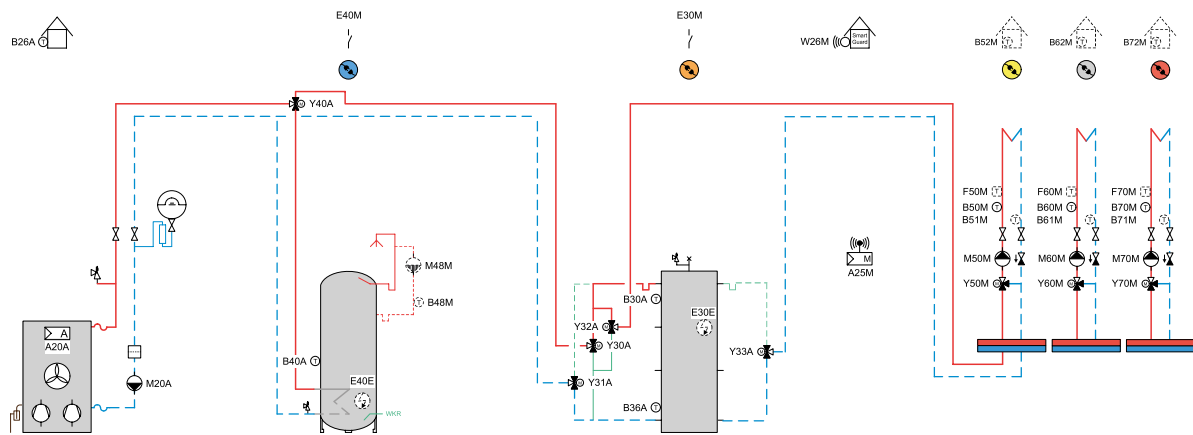 E40M
E30M
B26A T
W26M
Smart Guard
B52M T
B62M T
B72M T
M Y40A
F50M T
B50M T
B51M T
F60M T
B60M T
B61M T
F70M T
B70M T
B71M T
M48M
B48M T
M
A25M
M50M
M60M
M70M
Y50M M
Y60M M
Y70M M
A
A20A
M20A
B40A T
E40E
WKR
B30A T
E30E
Y32A M
M Y30A
Y33A M
M Y31A
B36A T